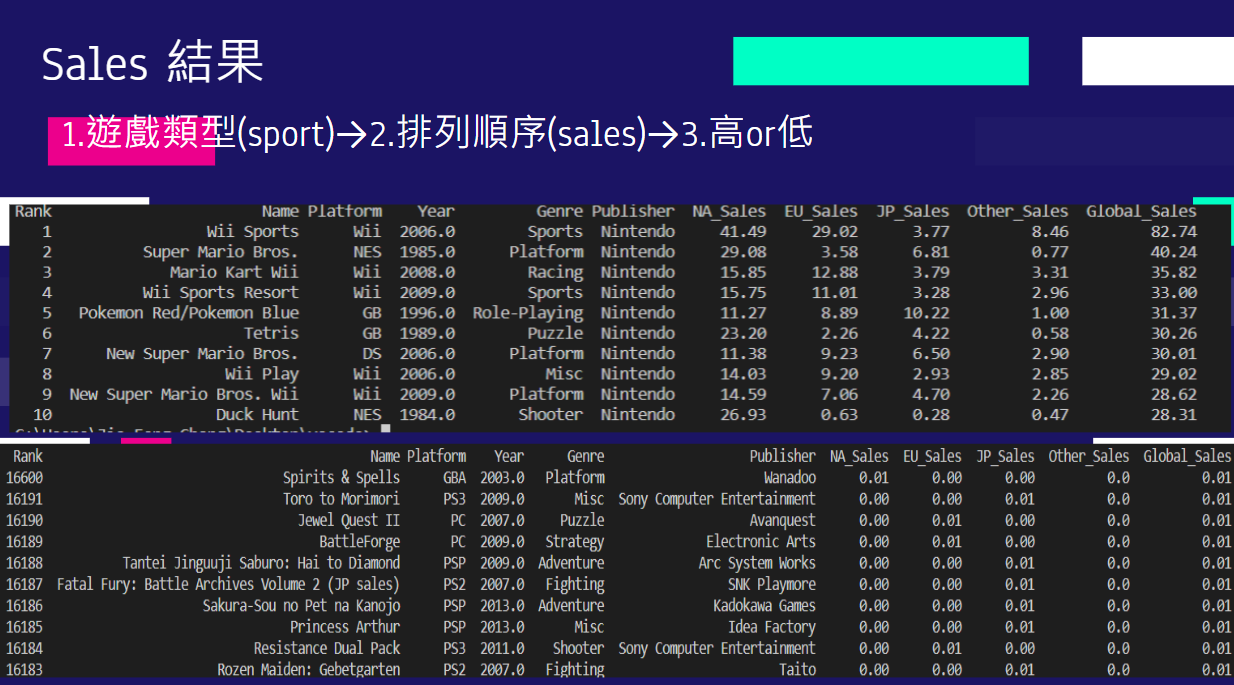 Sales 結果
1.遊戲類型(sport)→2.排列順序(sales)→3.高or低
Rank Name Platform Year Genre Publisher NA_Sales EU_Sales JP_Sales Other_Sales Global_Sales
1 Wii Sports Wii 2006.0 Sports Nintendo 41.49 29.02 3.77 8.46 82.74
2 Super Mario Bros. NES 1985.0 Platform Nintendo 29.08 3.58 6.81 0.77 40.24
3 Mario Kart Wii Wii 2008.0 Racing Nintendo 15.85 12.88 3.79 3.31 35.82
4 Wii Sports Resort Wii 2009.0 Sports Nintendo 15.75 11.01 3.28 2.96 33.00
5 Pokemon Red/Pokemon Blue GB 1996.0 Role-Playing Nintendo 11.27 8.89 10.22 1.00 31.37
6 Tetris GB 1989.0 Puzzle Nintendo 23.20 2.26 4.22 0.58 30.26
7 New Super Mario Bros. DS 2006.0 Platform Nintendo 11.38 9.23 6.50 2.90 30.01
8 Wii Play Wii 2006.0 Misc Nintendo 14.03 9.20 2.93 2.85 29.02
9 New Super Mario Bros. Wii Wii 2009.0 Platform Nintendo 14.59 7.06 4.70 2.26 28.62
10 Duck Hunt NES 1984.0 Shooter Nintendo 26.93 0.63 0.28 0.47 28.31
Rank Name Platform Year Genre Publisher NA_Sales EU_Sales JP_Sales Other_Sales Global_Sales
16600 Spirits & Spells GBA 2003.0 Platform Wanadoo 0.01 0.00 0.00 0.0 0.01
16191 Toro to Morimori PS3 2009.0 Misc Sony Computer Entertainment 0.00 0.00 0.01 0.0 0.01
16190 Jewel Quest II PC 2007.0 Puzzle Avanquest 0.00 0.01 0.00 0.0 0.01
16189 BattleForge PC 2009.0 Strategy Electronic Arts 0.00 0.01 0.00 0.0 0.01
16188 Tantei Jinguuji Saburo: Hai to Diamond PSP 2009.0 Adventure Arc System Works 0.00 0.00 0.01 0.0 0.01
16187 Fatal Fury: Battle Archives Volume 2 (JP sales) PS2 2007.0 Fighting SNK Playmore 0.00 0.00 0.01 0.0 0.01
16186 Sakura-Sou no Pet na Kanojo PSP 2013.0 Adventure Kadokawa Games 0.00 0.00 0.01 0.0 0.01
16185 Princess Arthur PSP 2013.0 Misc Idea Factory 0.00 0.00 0.01 0.0 0.01
16184 Resistance Dual Pack PS3 2011.0 Shooter Sony Computer Entertainment 0.00 0.01 0.00 0.0 0.01
16183 Rozen Maiden: Gebetgarten PS2 2007.0 Fighting Taito 0.00 0.00 0.01 0.0 0.01